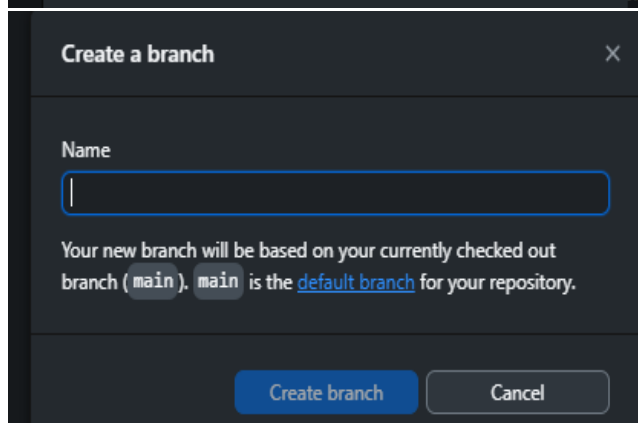 Create a branch
Name
Your new branch will be based on your currently checked out
branch ( main ). main is the default branch for your repository.
Create branch
Cancel